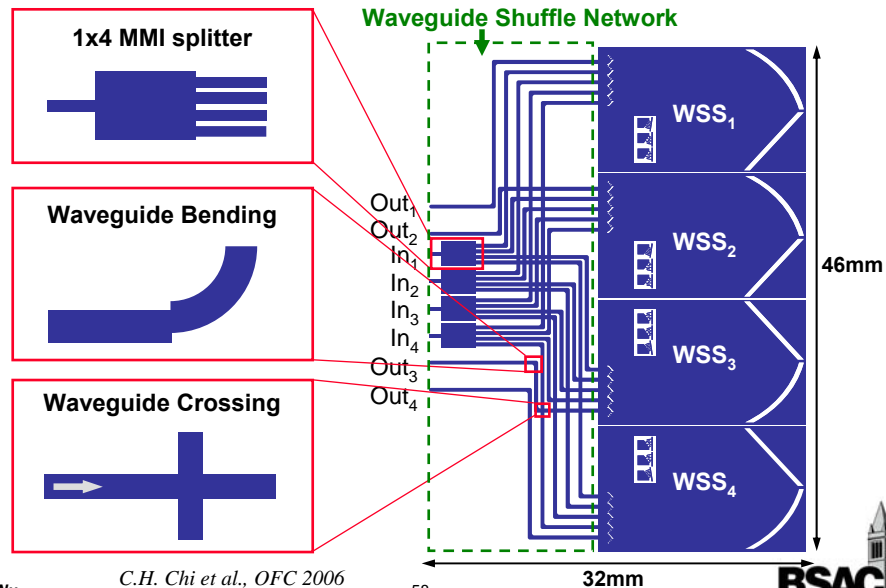 Waveguide Shuffle Network
1x4 MMI splitter
WSS1
Waveguide Bending
Out1
Out2
In1
In2
In3
In4
Out3
Out4
WSS2
46mm
WSS3
Waveguide Crossing
WSS4
C.H. Chi et al., OFC 2006
32mm
BSAC